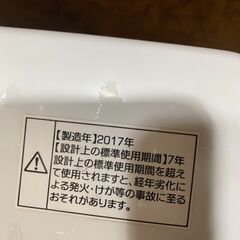 【製造年】2017年
【設計上の標準使用期間】7年
設計上の標準使用期間を超え
て使用されますと、経年劣化に
よる発火・けが等の事故に至る
おそれがあります。